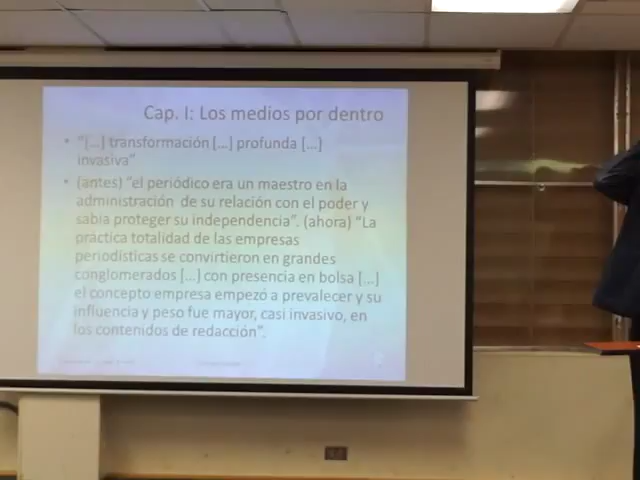 Cap. I: Los medios por dentro
• "[...] transformación [...] profunda [...]
invasiva"
• (antes) "el periódico era un maestro en la
administración de su relación con el poder y
sabía proteger su independencia". (ahora) "La
práctica totalidad de las empresas
periodísticas se convirtieron en grandes
conglomerados [...] con presencia en bolsa [...]
el concepto empresa empezó a prevalecer y su
influencia y peso fue mayor, casi invasivo, en
los contenidos de redacción".